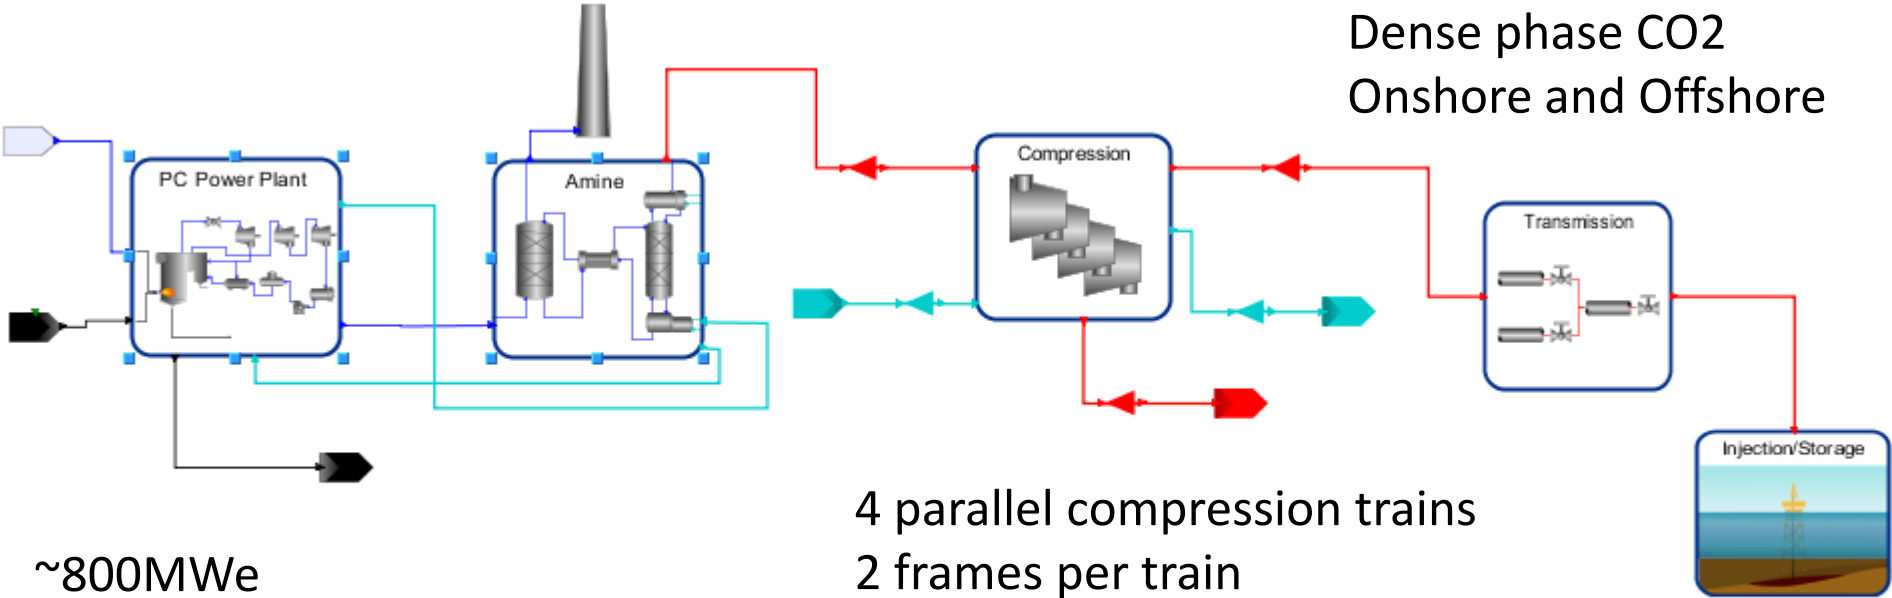 Dense phase CO2
Onshore and Offshore
PC Power Plant
Amine
Compression
Transmission
Injection/Storage
4 parallel compression trains
2 frames per train
~800MWe